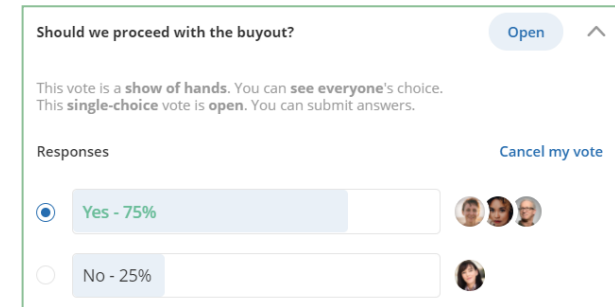 Should we proceed with the buyout?
Open
This vote is a show of hands. You can see everyone's choice.
This single-choice vote is open. You can submit answers.
Responses
Cancel my vote
Yes - 75%
No - 25%